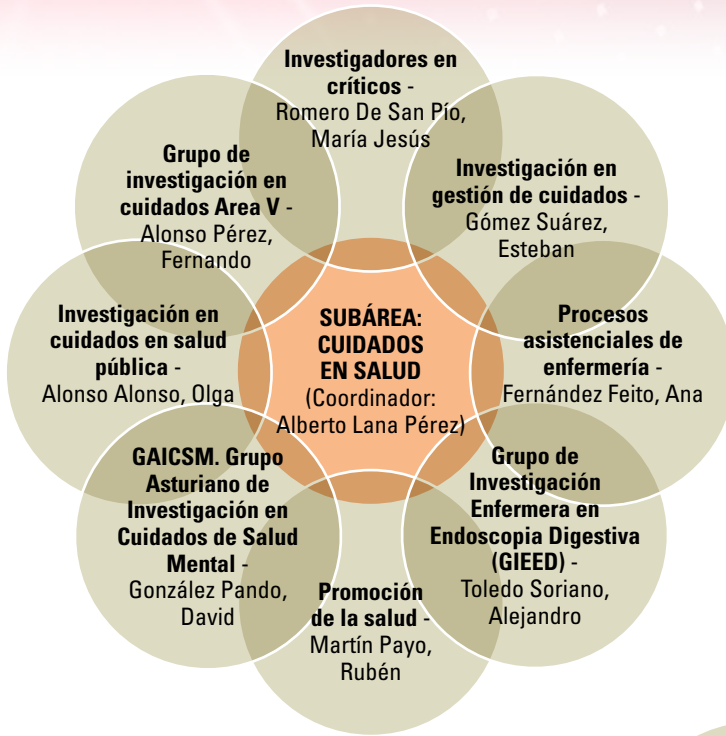 Investigadores en
críticos -
Romero De San Pío,
María Jesús
Investigación en
gestión de cuidados -
Gómez Suárez,
Esteban
Procesos
asistenciales de
enfermería -
Fernández Feito, Ana
Grupo de
Investigación
Enfermera en
Endoscopia Digestiva
(GIEED) -
Toledo Soriano,
Alejandro
Promoción
de la salud -
Martín Payo,
Rubén
GAICSM. Grupo
Asturiano de
Investigación en
Cuidados de Salud
Mental -
González Pando,
David
Investigación en
cuidados en salud
pública -
Alonso Alonso, Olga
Grupo de
investigación en
cuidados Area V -
Alonso Pérez,
Fernando
SUBÁREA:
CUIDADOS
EN SALUD
(Coordinador:
Alberto Lana Pérez)